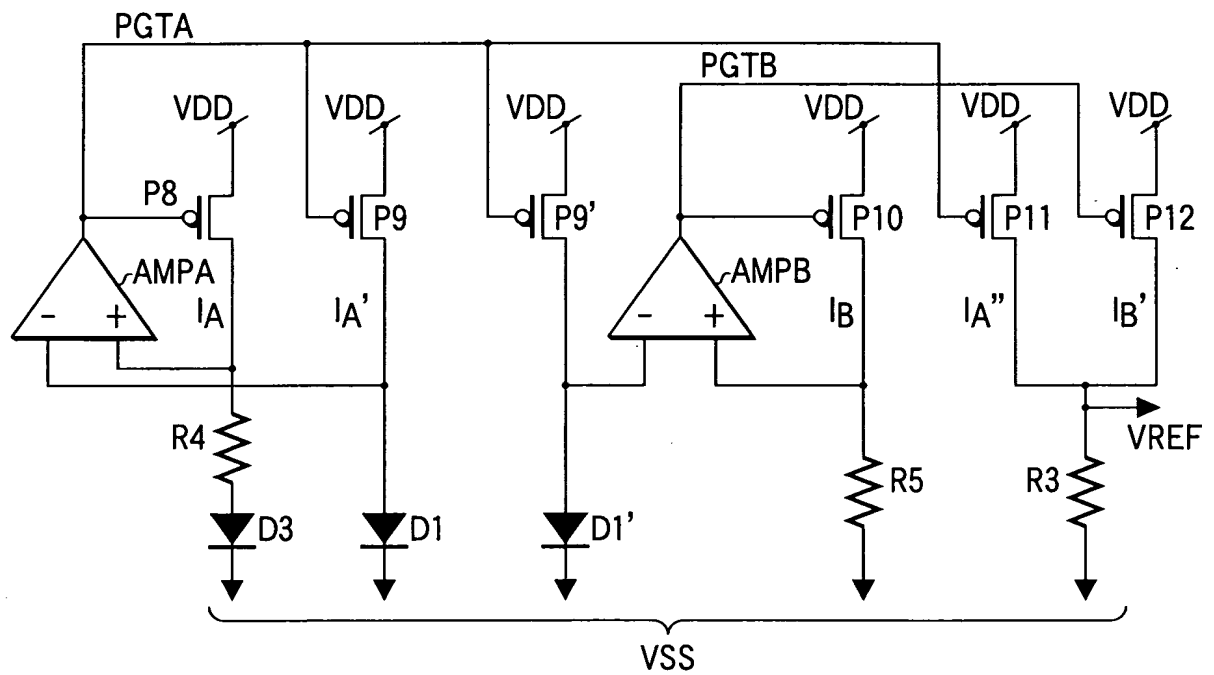 PGTA
PGTB
VDD VDD VDD VDD VDD VDD
P8 P9 P9' P10 P11 P12
AMPA AMPB
- + IA IA' - + IB IA" IB'
VREF
R4 R5 R3
D3 D1 D1'
VSS